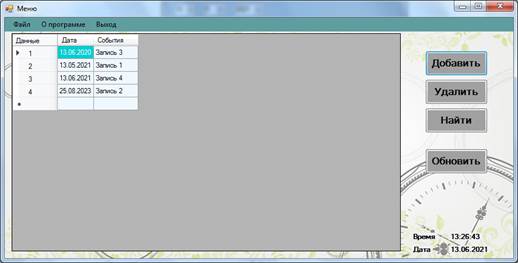 Меню
Файл О программе Выход
Данные Дата События
1 13.06.2020 Запись 3
2 13.05.2021 Запись 1
3 13.06.2021 Запись 4
4 25.08.2023 Запись 2
Добавить
Удалить
Найти
Обновить
Время 13:26:43
Дата 13.06.2021